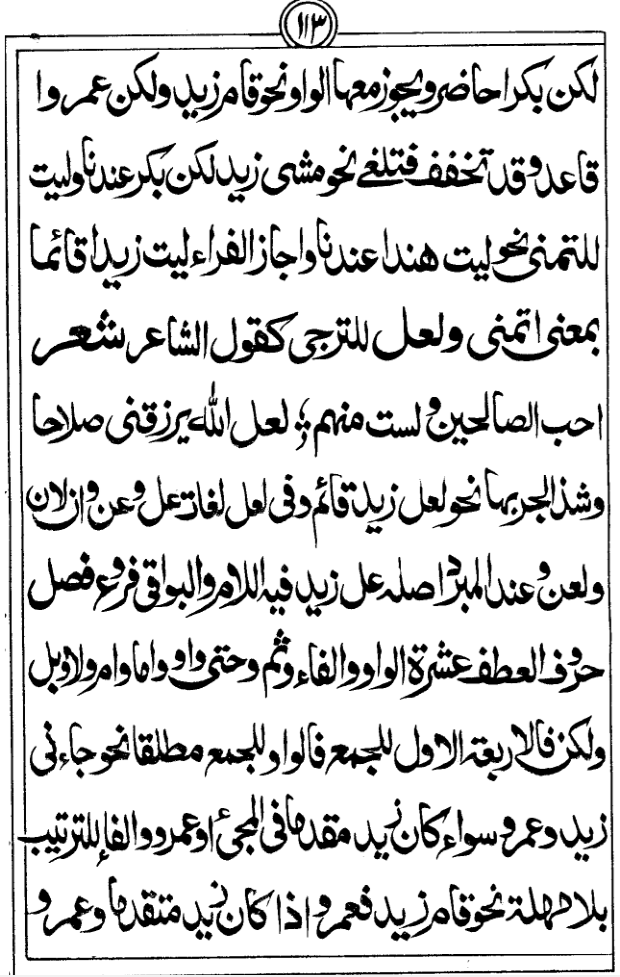 ١١٣
لكن بكرا حاضر ويجوز معها الواو نحو قام زيد ولكن عمروا
قاعد وقد تخفف فتلغى نحو مشى زيد لكن بكر عندنا وليت
للتمني نحو ليت هندا عندنا واجاز الفراء ليت زيدا قائما
بمعنى اتمنى ولعل للترجى كقول الشاعر شعر
احب الصالحين ولست منهم ؛ لعل الله يرزقنى صلاحا
وشذ الجر بها نحو لعل زيد قائم وفى لعل لغات عل وعن وان ولان
ولعن وعند المبرد اصله عل زيد فيه اللام والبواقى فروع فصل
حروف العطف عشرة الواو والفاء وثم وحتى واو واما وام ولا وبل
ولكن فالاربعة الاول للجمع فالواو للجمع مطلقا نحو جاءنى
زيد وعمرو سواء كان زيد مقدما فى المجئ او عمرو والفاء للترتيب
بلا مهلة نحو قام زيد فعمرو اذا كان زيد متقدما وعمرو